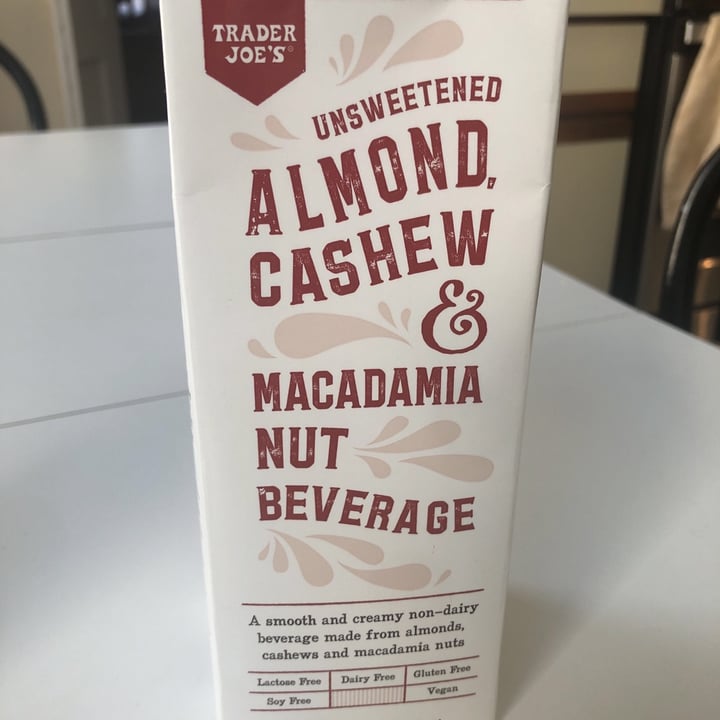 TRADER
JOE'S
UNSWEETENED
ALMOND,
CASHEW
&
MACADAMIA
NUT
BEVERAGE
A smooth and creamy non-dairy
beverage made from almonds,
cashews and macadamia nuts
Lactose Free Dairy Free Gluten Free
Soy Free Vegan